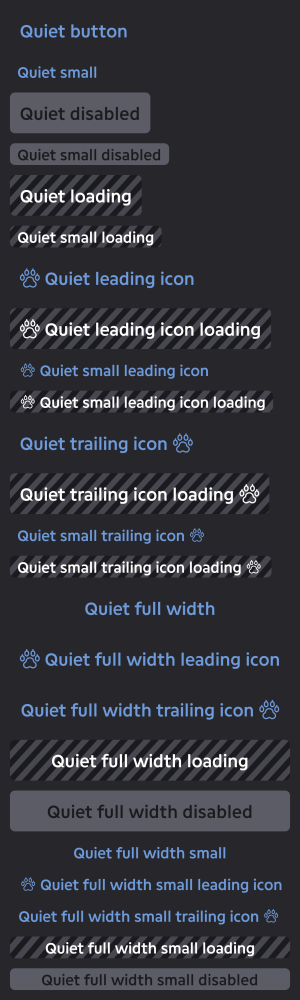 Quiet button
Quiet small
Quiet disabled
Quiet small disabled
Quiet loading
Quiet small loading
Quiet leading icon
Quiet leading icon loading
Quiet small leading icon
Quiet small leading icon loading
Quiet trailing icon
Quiet trailing icon loading
Quiet small trailing icon
Quiet small trailing icon loading
Quiet full width
Quiet full width leading icon
Quiet full width trailing icon
Quiet full width loading
Quiet full width disabled
Quiet full width small
Quiet full width small leading icon
Quiet full width small trailing icon
Quiet full width small loading
Quiet full width small disabled